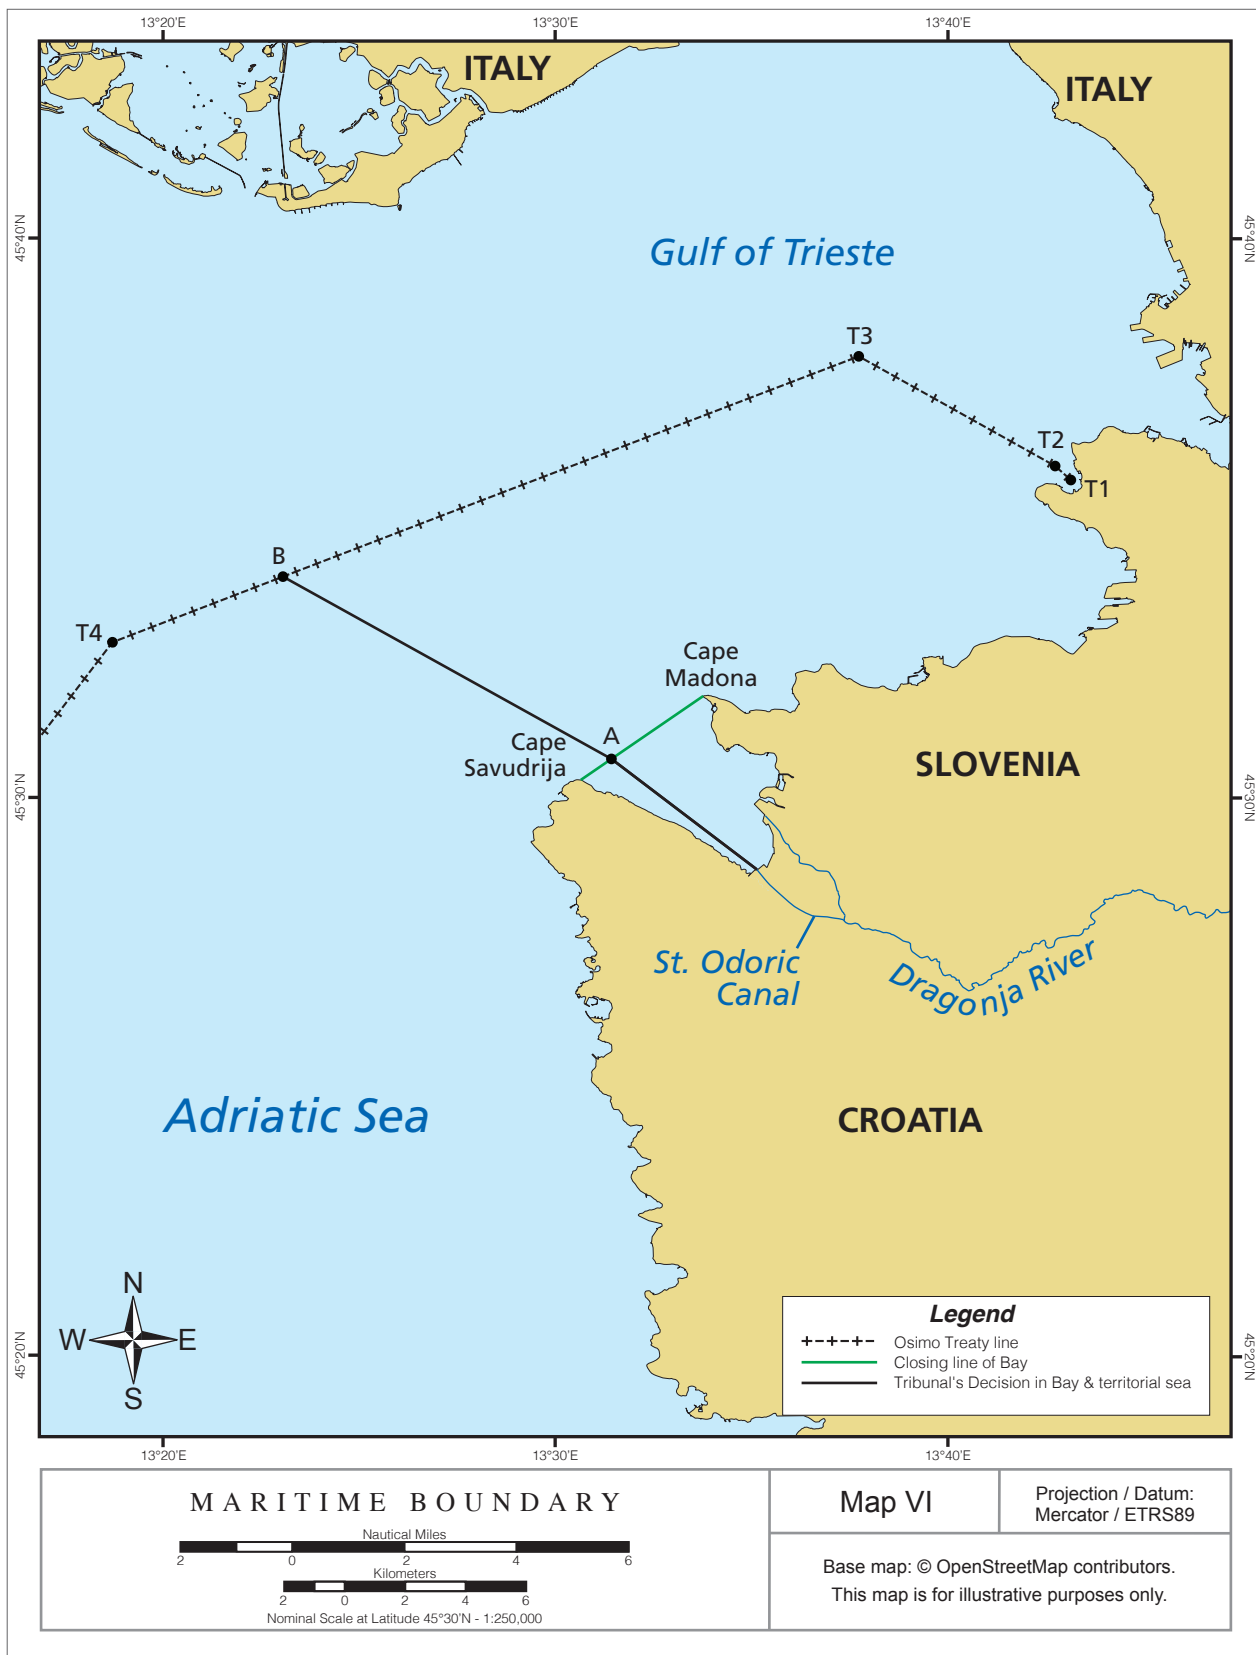 13°20'E
13°30'E
13°40'E
ITALY
ITALY
45°40'N
45°40'N
Gulf of Trieste
T3
T2
T1
B
T4
Cape
Madona
A
Cape
Savudrija
SLOVENIA
45°30'N
45°30'N
St. Odoric
Canal
Dragonja River
Adriatic Sea
CROATIA
N
W
E
S
45°20'N
45°20'N
Legend
Osimo Treaty line
Closing line of Bay
Tribunal's Decision in Bay & territorial sea
13°20'E
13°30'E
13°40'E
MARITIME BOUNDARY
Nautical Miles
2 0 2 4 6
Kilometers
2 0 2 4 6
Nominal Scale at Latitude 45°30'N - 1:250,000
Map VI
Projection / Datum:
Mercator / ETRS89
Base map: © OpenStreetMap contributors.
This map is for illustrative purposes only.